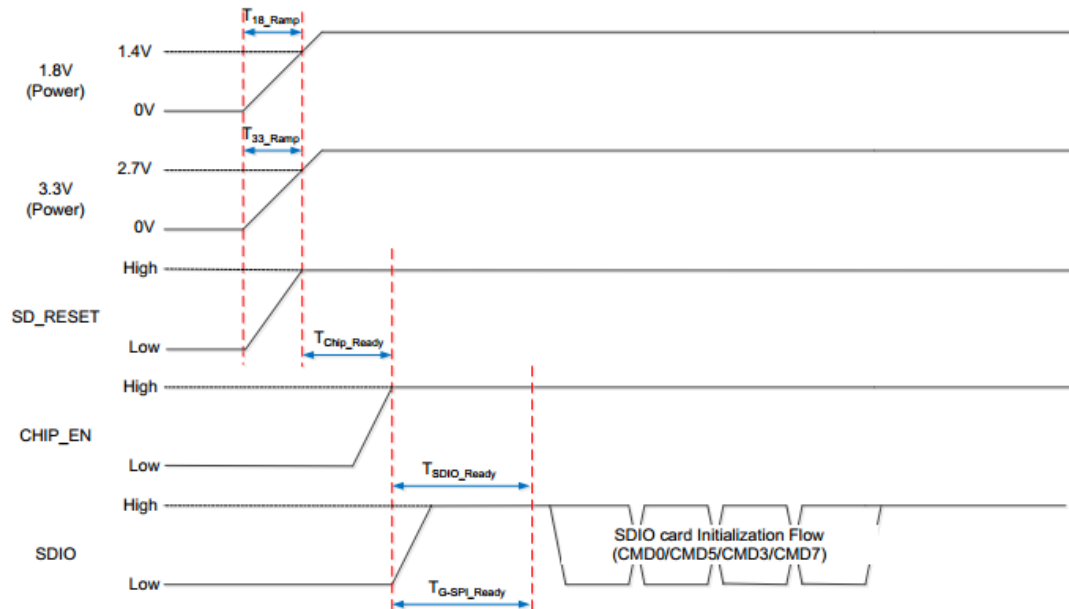 T18_Ramp
1.4V
1.8V
(Power)
0V
T33_Ramp
2.7V
3.3V
(Power)
0V
High
SD_RESET
Low
TChip_Ready
High
CHIP_EN
Low
TSDIO_Ready
High
SDIO
SDIO card Initialization Flow
(CMD0/CMD5/CMD3/CMD7)
Low
TG-SPI_Ready